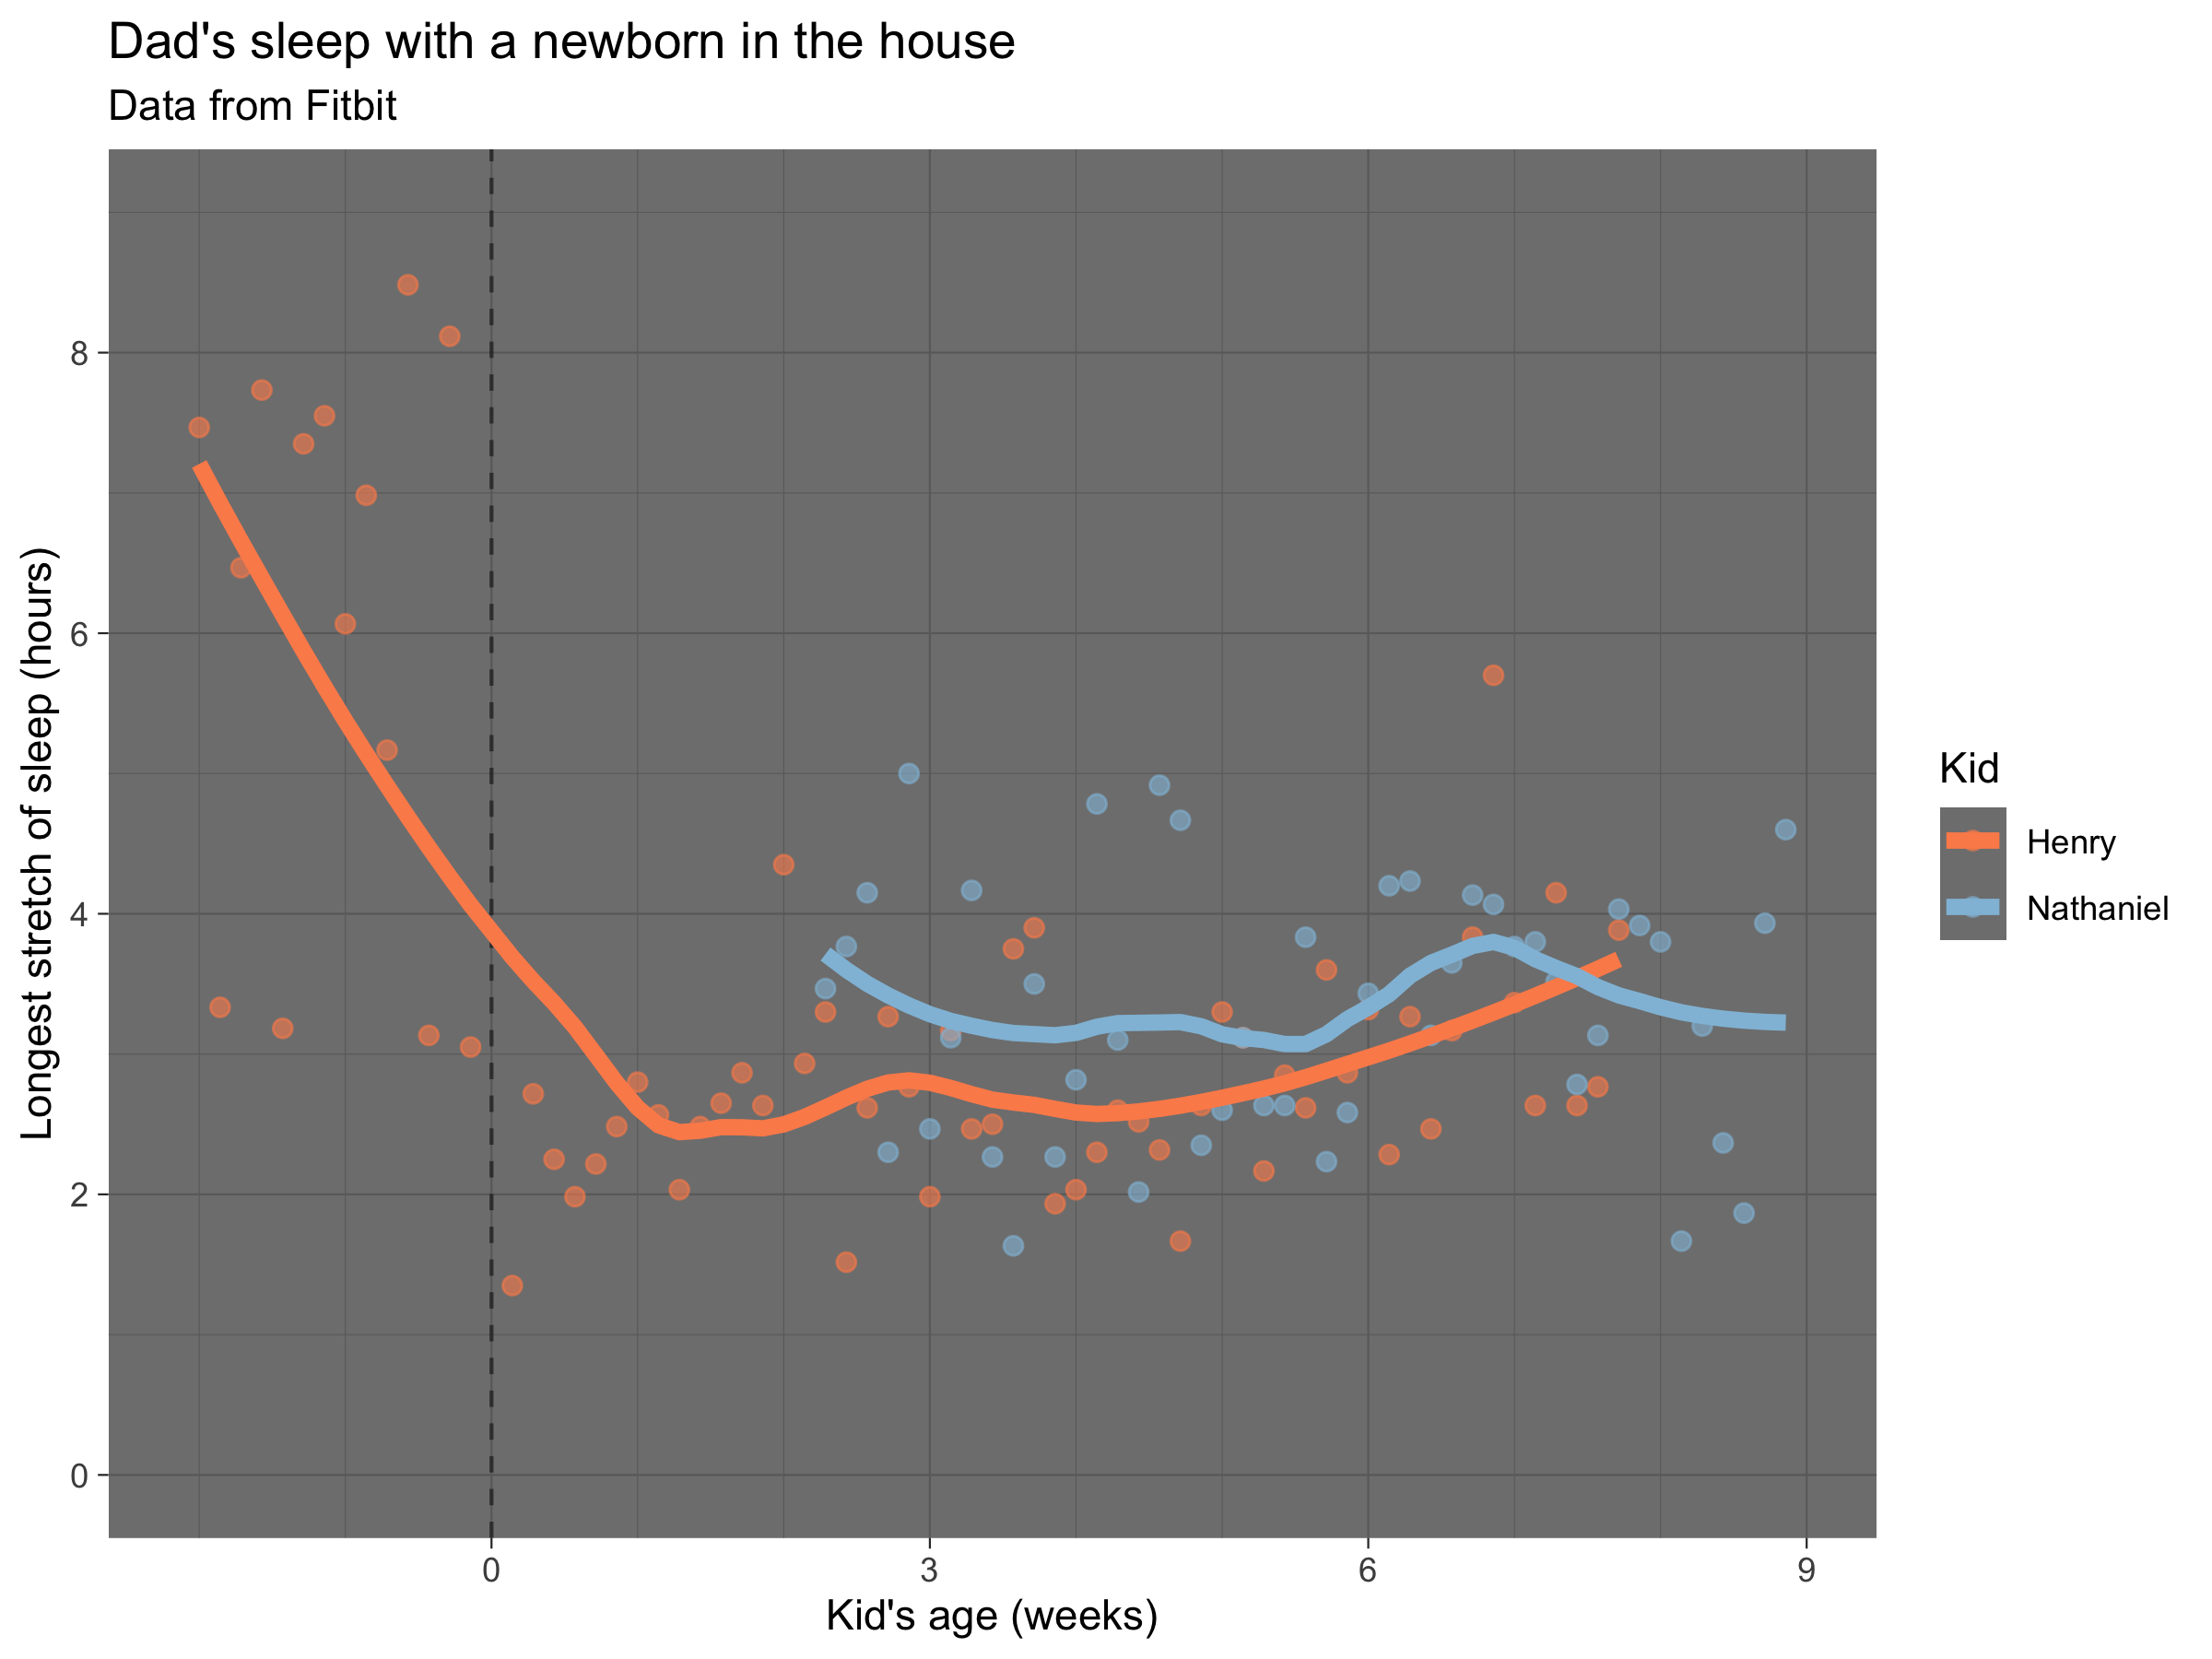 Dad's sleep with a newborn in the house
Data from Fitbit
Longest stretch of sleep (hours)
8
6
4
2
0
0
3
6
9
Kid's age (weeks)
Kid
Henry
Nathaniel